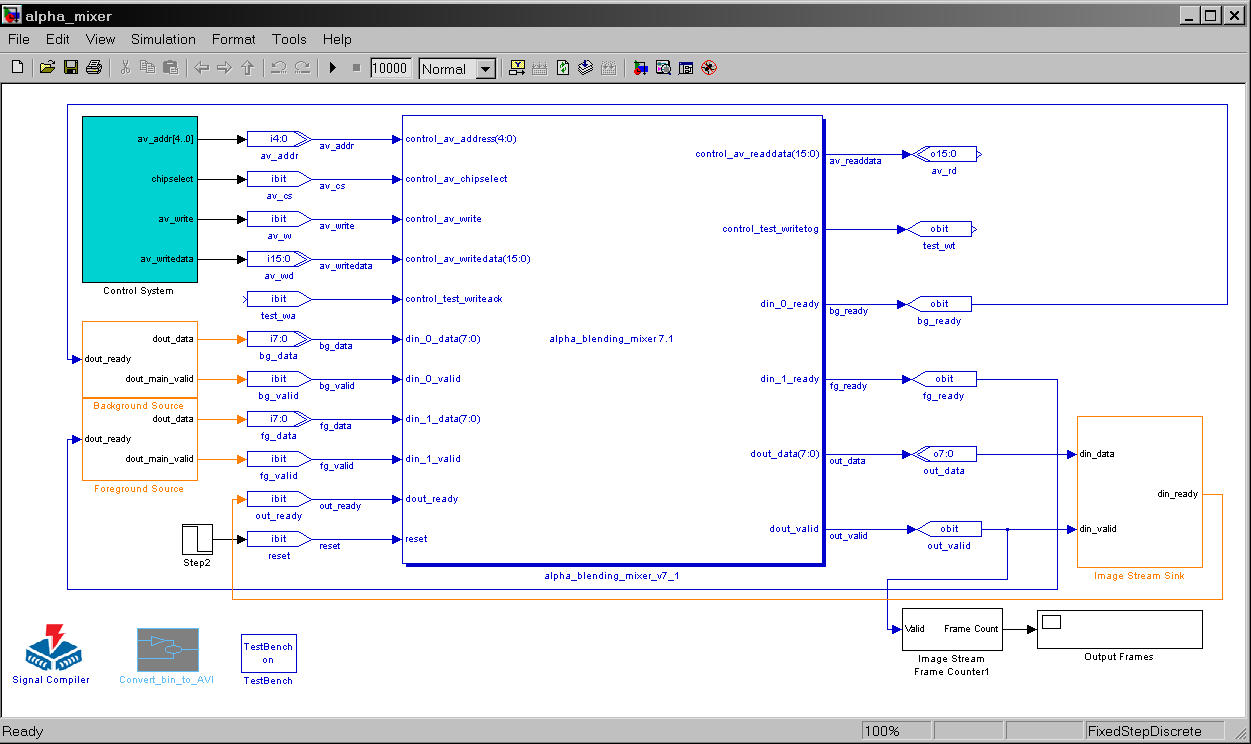 alpha_mixer
File Edit View Simulation Format Tools Help
10000 Normal
av_addr[4..0]
chipselect
av_write
av_writedata
Control System
dout_data
dout_ready
dout_main_valid
Background Source
dout_data
dout_ready
dout_main_valid
Foreground Source
Step2
i4:0
av_addr
av_addr
ibit
av_cs
av_cs
ibit
av_w
av_write
i15:0
av_wd
av_writedata
ibit
test_wa
i7:0
bg_data
bg_data
ibit
bg_valid
bg_valid
i7:0
fg_data
fg_data
ibit
fg_valid
fg_valid
ibit
out_ready
out_ready
ibit
reset
reset
control_av_address(4:0)
control_av_chipselect
control_av_write
control_av_writedata(15:0)
control_test_writeack
din_0_data(7:0)
din_0_valid
din_1_data(7:0)
din_1_valid
dout_ready
reset
alpha_blending_mixer 7.1
control_av_readdata(15:0)
control_test_writetog
din_0_ready
din_1_ready
dout_data(7:0)
dout_valid
alpha_blending_mixer_v7_1
av_readdata
o15:0
av_rd
obit
test_wt
bg_ready
obit
bg_ready
fg_ready
obit
fg_ready
out_data
o7:0
out_data
out_valid
obit
out_valid
din_data
din_ready
din_valid
Image Stream Sink
Valid Frame Count
Image Stream
Frame Counter1
Output Frames
Signal Compiler
Convert_bin_to_AVI
TestBench
on
TestBench
Ready 100% FixedStepDiscrete